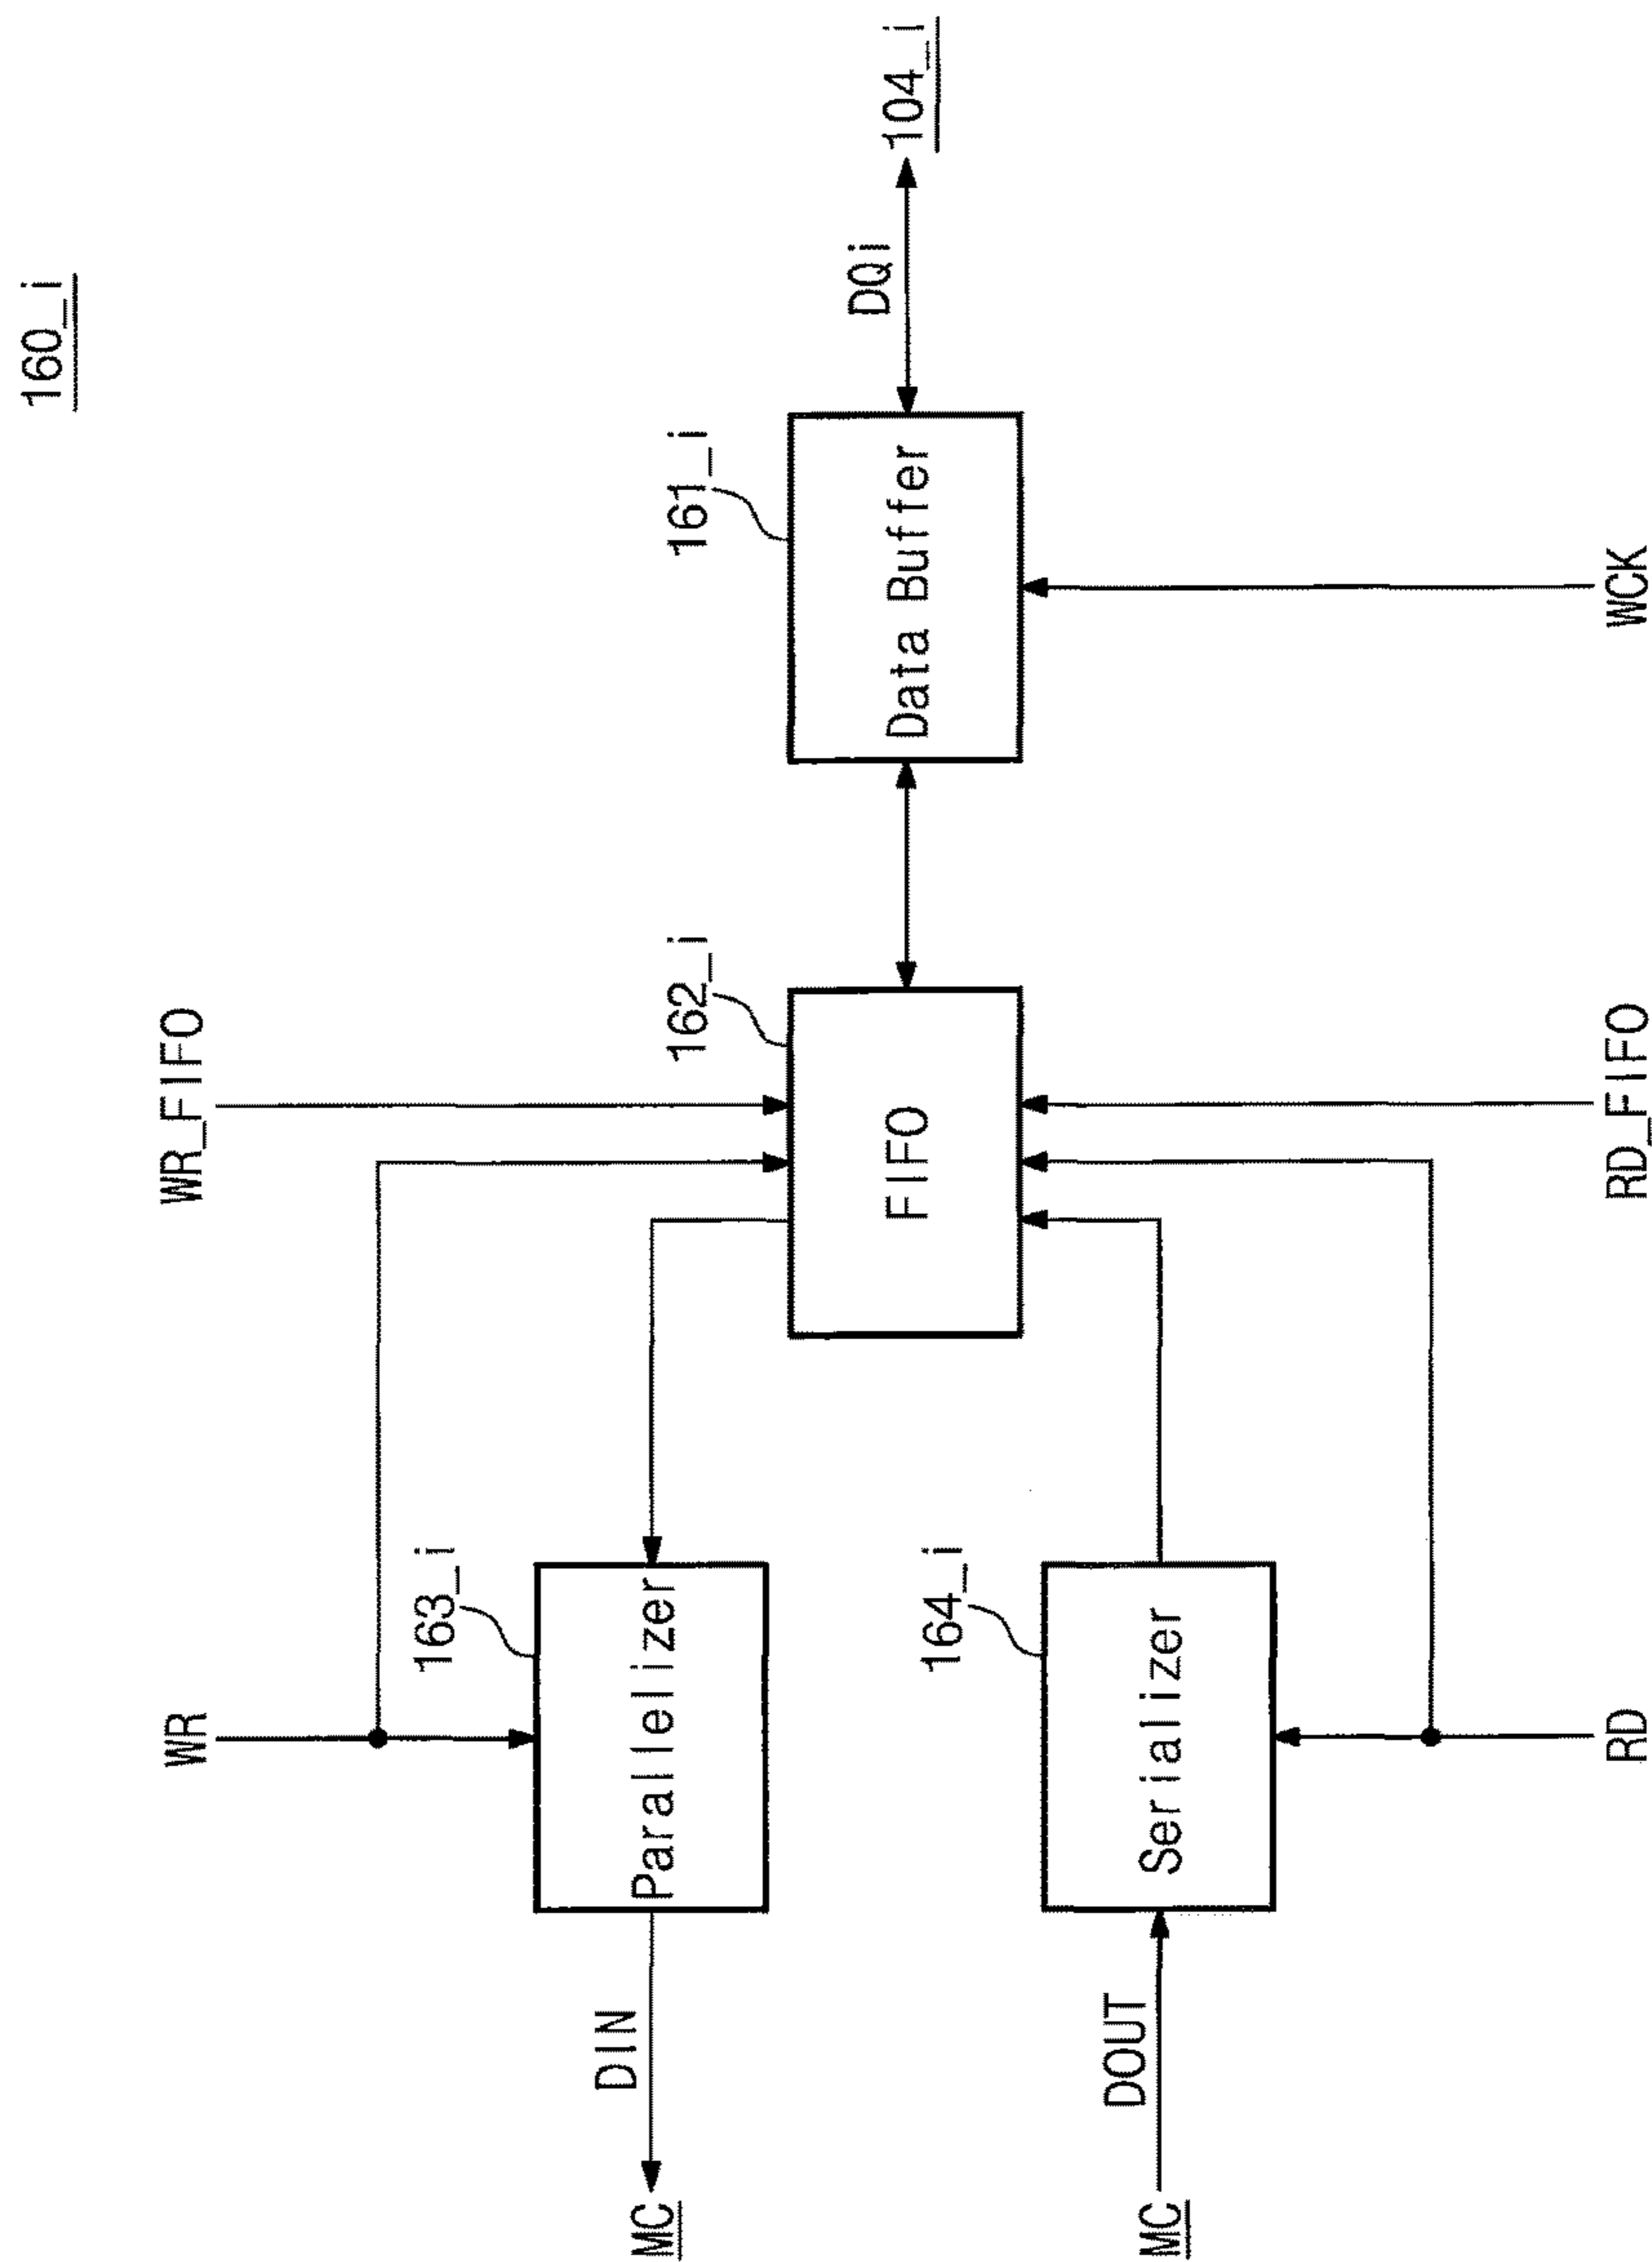 160_i
WR
WR_FIFO
163_i
162_i
161_i
DIN
MC
Parallelizer
FIFO
Data Buffer
DQi
104_i
164_i
DOUT
MC
Serializer
RD
RD_FIFO
WCK